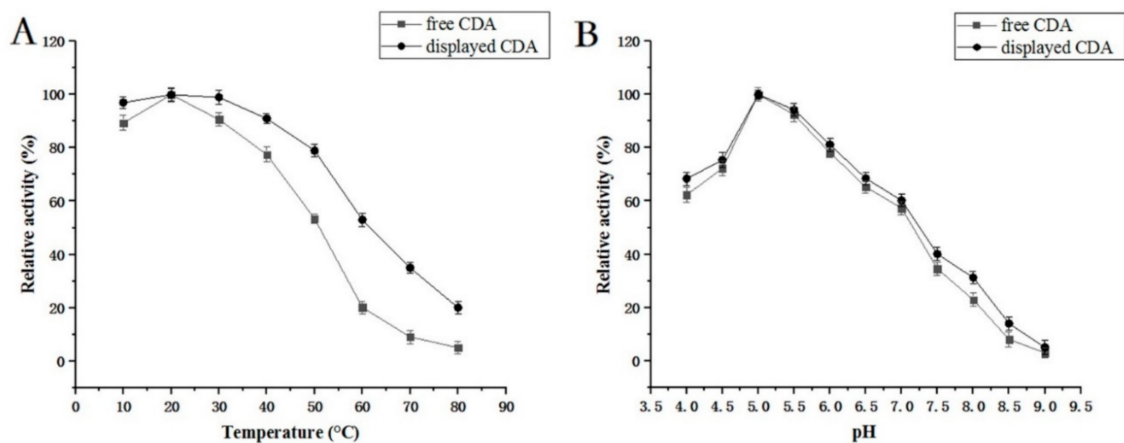 A
free CDA
displayed CDA
Relative activity (%)
120
100
80
60
40
20
0
0 10 20 30 40 50 60 70 80 90
Temperature (°C)
B
free CDA
displayed CDA
Relative activity (%)
120
100
80
60
40
20
0
3.5 4.0 4.5 5.0 5.5 6.0 6.5 7.0 7.5 8.0 8.5 9.0 9.5
pH